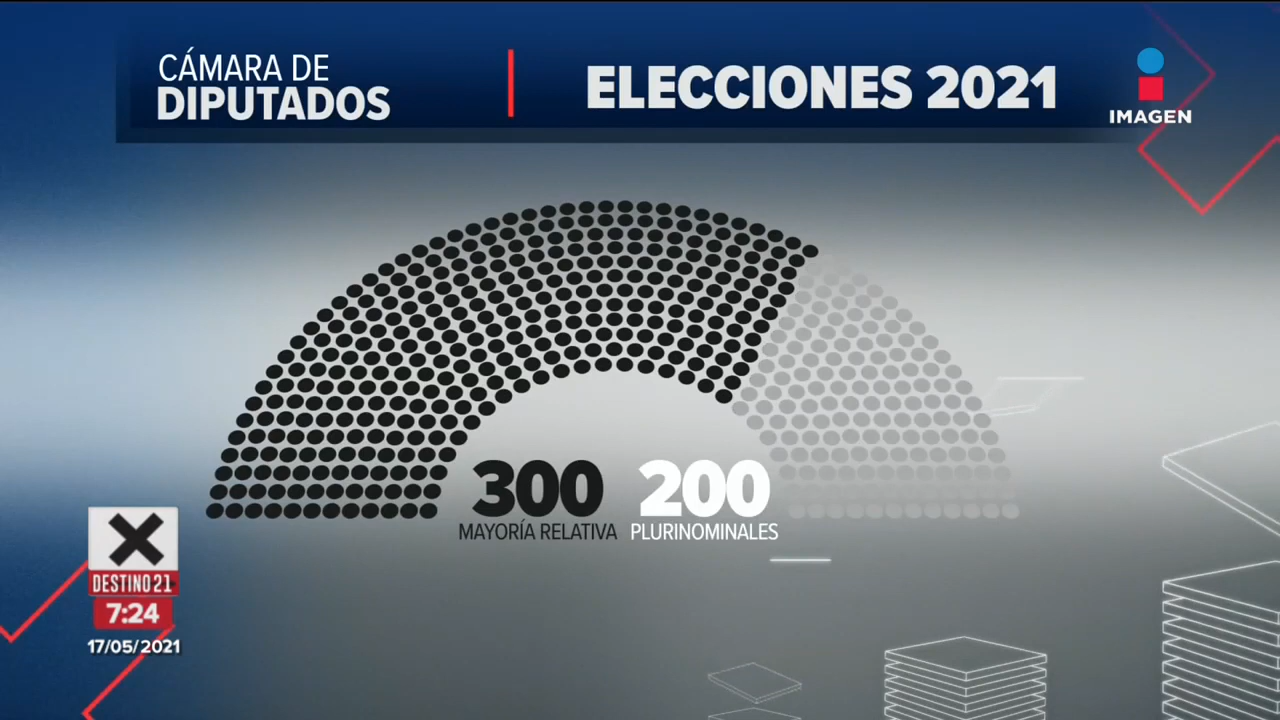 CÁMARA DE
DIPUTADOS
ELECCIONES 2021
IMAGEN
300
MAYORÍA RELATIVA
200
PLURINOMINALES
DESTINO21
7:24
17/05/2021